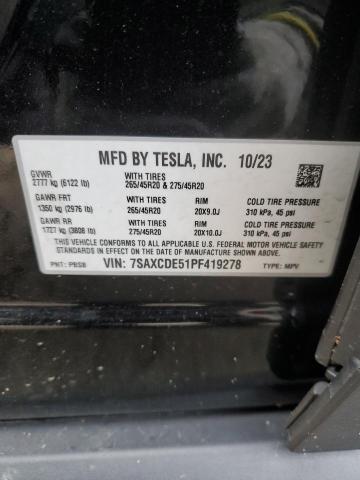 MFD BY TESLA, INC. 10/23
GVWR
2777 kg (6122 lb)
WITH TIRES
265/45R20 & 275/45R20
GAWR FRT
1350 kg (2976 lb)
WITH TIRES
265/45R20
RIM
20X9.0J
COLD TIRE PRESSURE
310 kPa, 45 psi
GAWR RR
1727 kg (3808 lb)
WITH TIRES
275/45R20
RIM
20X10.0J
COLD TIRE PRESSURE
310 kPa, 45 psi
THIS VEHICLE CONFORMS TO ALL APPLICABLE U.S. FEDERAL MOTOR VEHICLE SAFETY
STANDARDS IN EFFECT ON THE DATE OF MANUFACTURE SHOWN ABOVE.
PNT: PBSB
VIN: 7SAXCDE51PF419278
TYPE: MPV